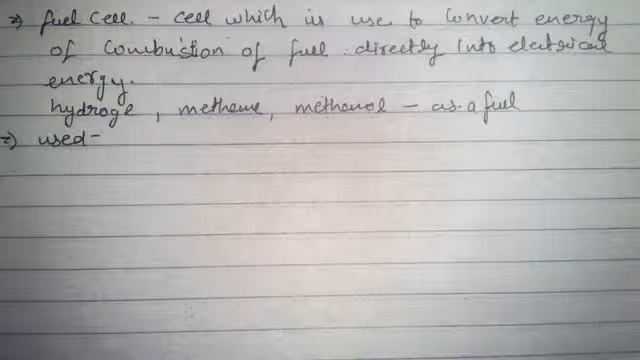 =) fuel cell. - cell which is use to convert energy
of combustion of fuel directly into electrical
energy.
hydroge, methane, methanol - as a fuel
=) used -